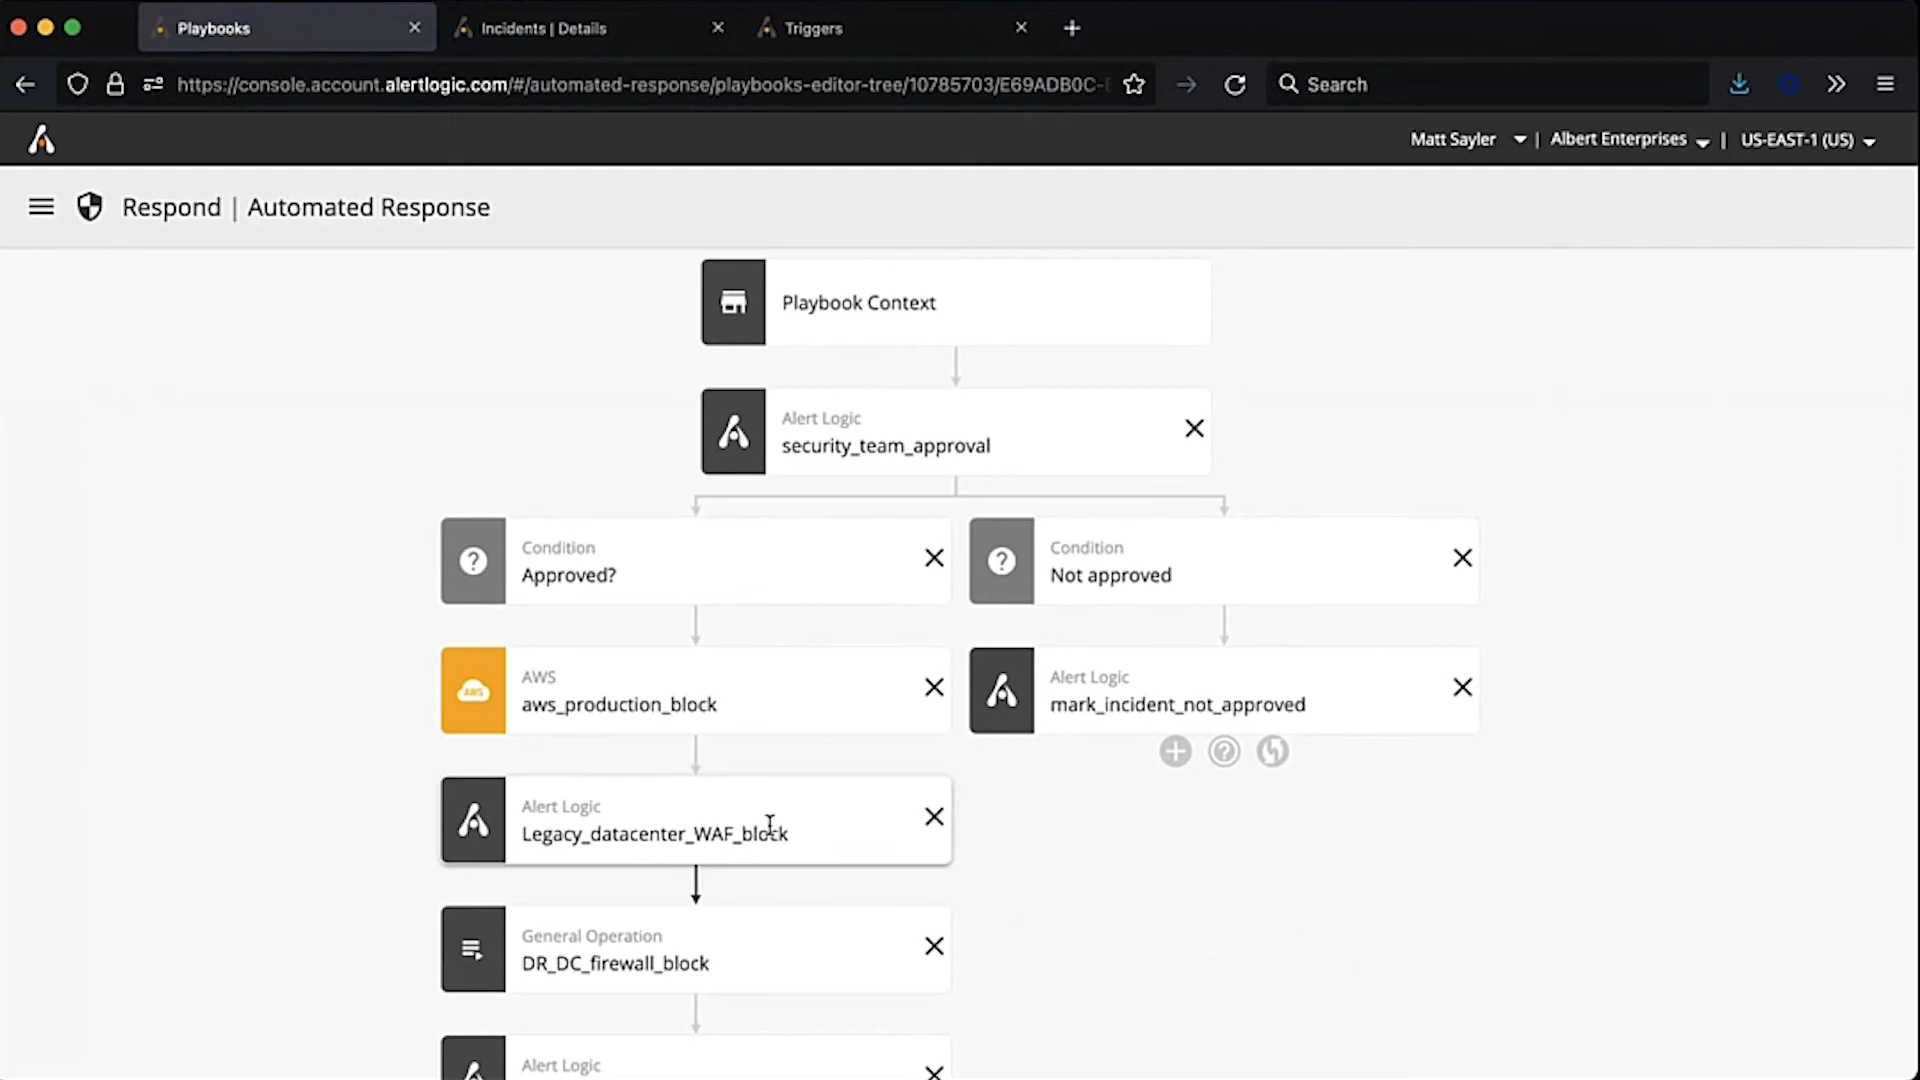 Playbooks
Incidents | Details
Triggers
https://console.account.alertlogic.com/#/automated-response/playbooks-editor-tree/10785703/E69ADB0C-
Search
Matt Sayler | Albert Enterprises | US-EAST-1 (US)
Respond | Automated Response
Playbook Context
Alert Logic
security_team_approval
Condition
Approved?
Condition
Not approved
AWS
aws_production_block
Alert Logic
mark_incident_not_approved
Alert Logic
Legacy_datacenter_WAF_block
General Operation
DR_DC_firewall_block
Alert Logic